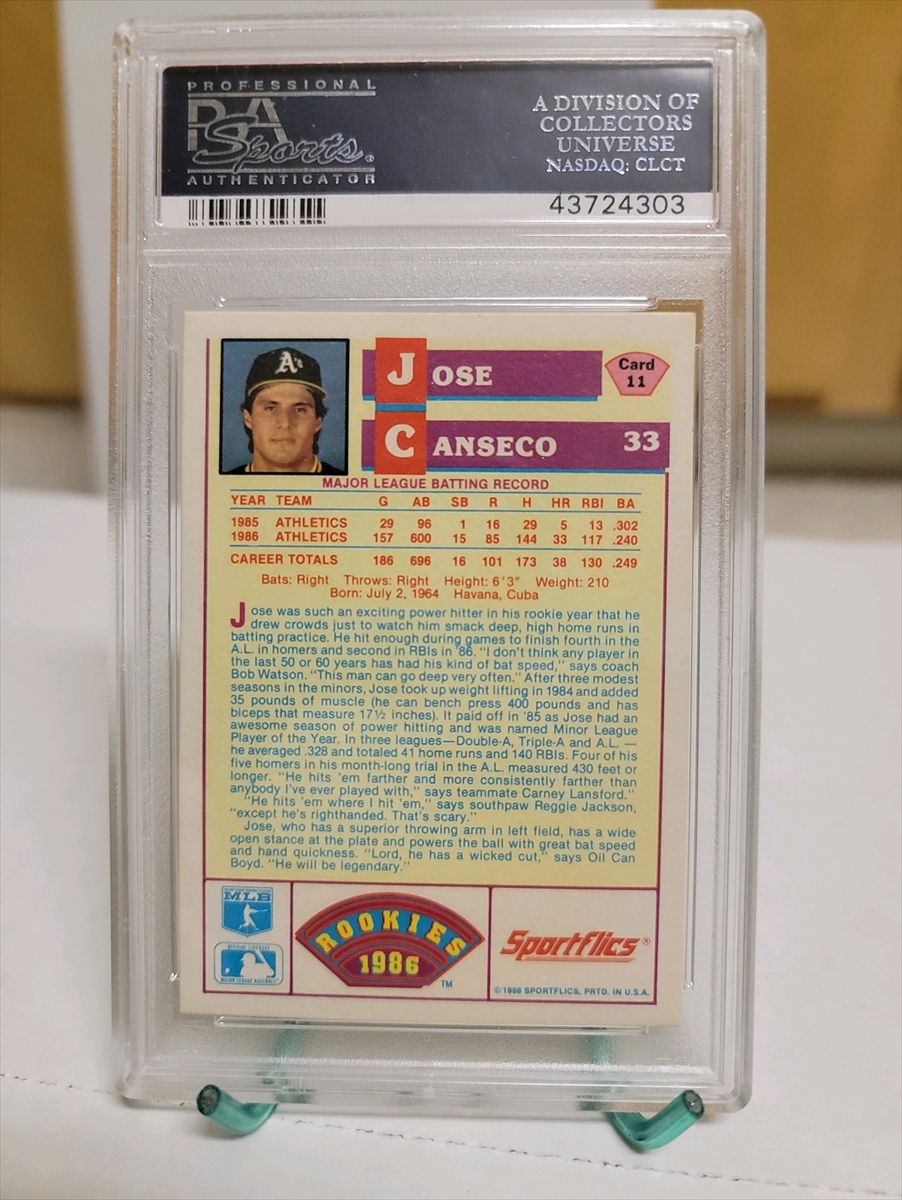 PROFESSIONAL
PSA
Sports®
AUTHENTICATOR
A DIVISION OF
COLLECTORS
UNIVERSE
NASDAQ: CLCT
43724303
A's
JOSE
Card
11
CANSECO 33
MAJOR LEAGUE BATTING RECORD
YEAR TEAM G AB SB R H HR RBI BA
1985 ATHLETICS 29 96 1 16 29 5 13 .302
1986 ATHLETICS 157 600 15 85 144 33 117 .240
CAREER TOTALS 186 696 16 101 173 38 130 .249
Bats: Right Throws: Right Height: 6'3" Weight: 210
Born: July 2, 1964 Havana, Cuba
Jose was such an exciting power hitter in his rookie year that he
drew crowds just to watch him smack deep, high home runs in
batting practice. He hit enough during games to finish fourth in the
A.L. in homers and second in RBIs in '86. "I don't think any player in
the last 50 or 60 years has had his kind of bat speed," says coach
Bob Watson. "This man can go deep very often." After three modest
seasons in the minors, Jose took up weight lifting in 1984 and added
35 pounds of muscle (he can bench press 400 pounds and has
biceps that measure 17½ inches). It paid off in '85 as Jose had an
awesome season of power hitting and was named Minor League
Player of the Year. In three leagues—Double-A, Triple-A and A.L. —
he averaged .328 and totaled 41 home runs and 140 RBIs. Four of his
five homers in his month-long trial in the A.L. measured 430 feet or
longer. "He hits 'em farther and more consistently farther than
anybody I've ever played with," says teammate Carney Lansford."
"He hits 'em where I hit 'em," says southpaw Reggie Jackson,
"except he's righthanded. That's scary."
Jose, who has a superior throwing arm in left field, has a wide
open stance at the plate and powers the ball with great bat speed
and hand quickness. "Lord, he has a wicked cut," says Oil Can
Boyd. "He will be legendary."
MLB
OFFICIAL LICENSEE
MAJOR LEAGUE BASEBALL
ROOKIES
1986
TM
Sportflics®
©1986 SPORTFLICS, PRTD. IN U.S.A.